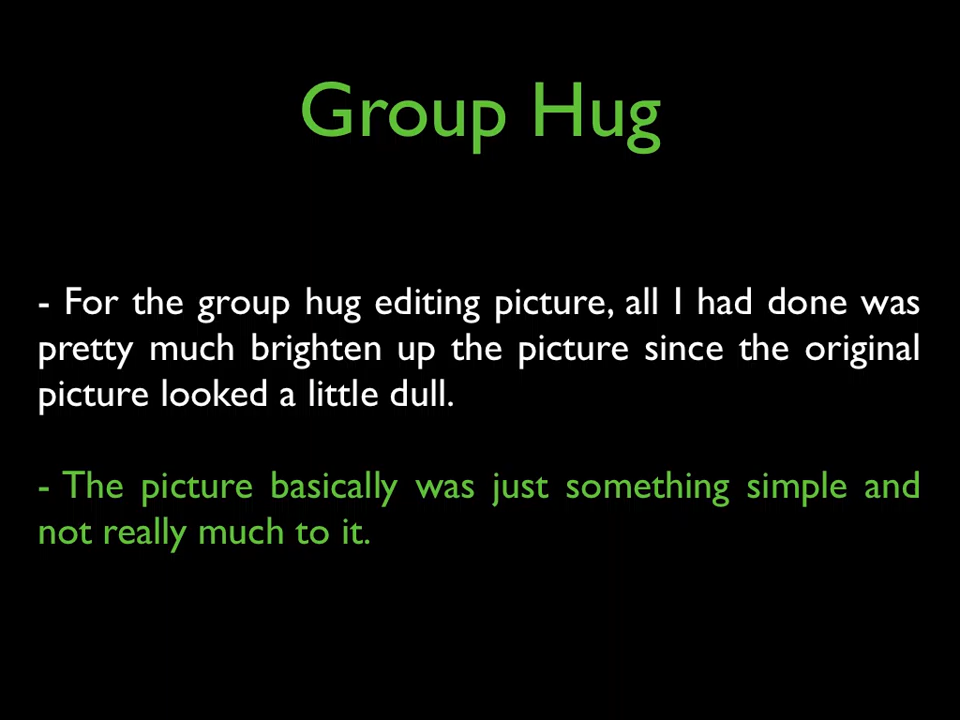 Group Hug
- For the group hug editing picture, all I had done was
pretty much brighten up the picture since the original
picture looked a little dull.
- The picture basically was just something simple and
not really much to it.